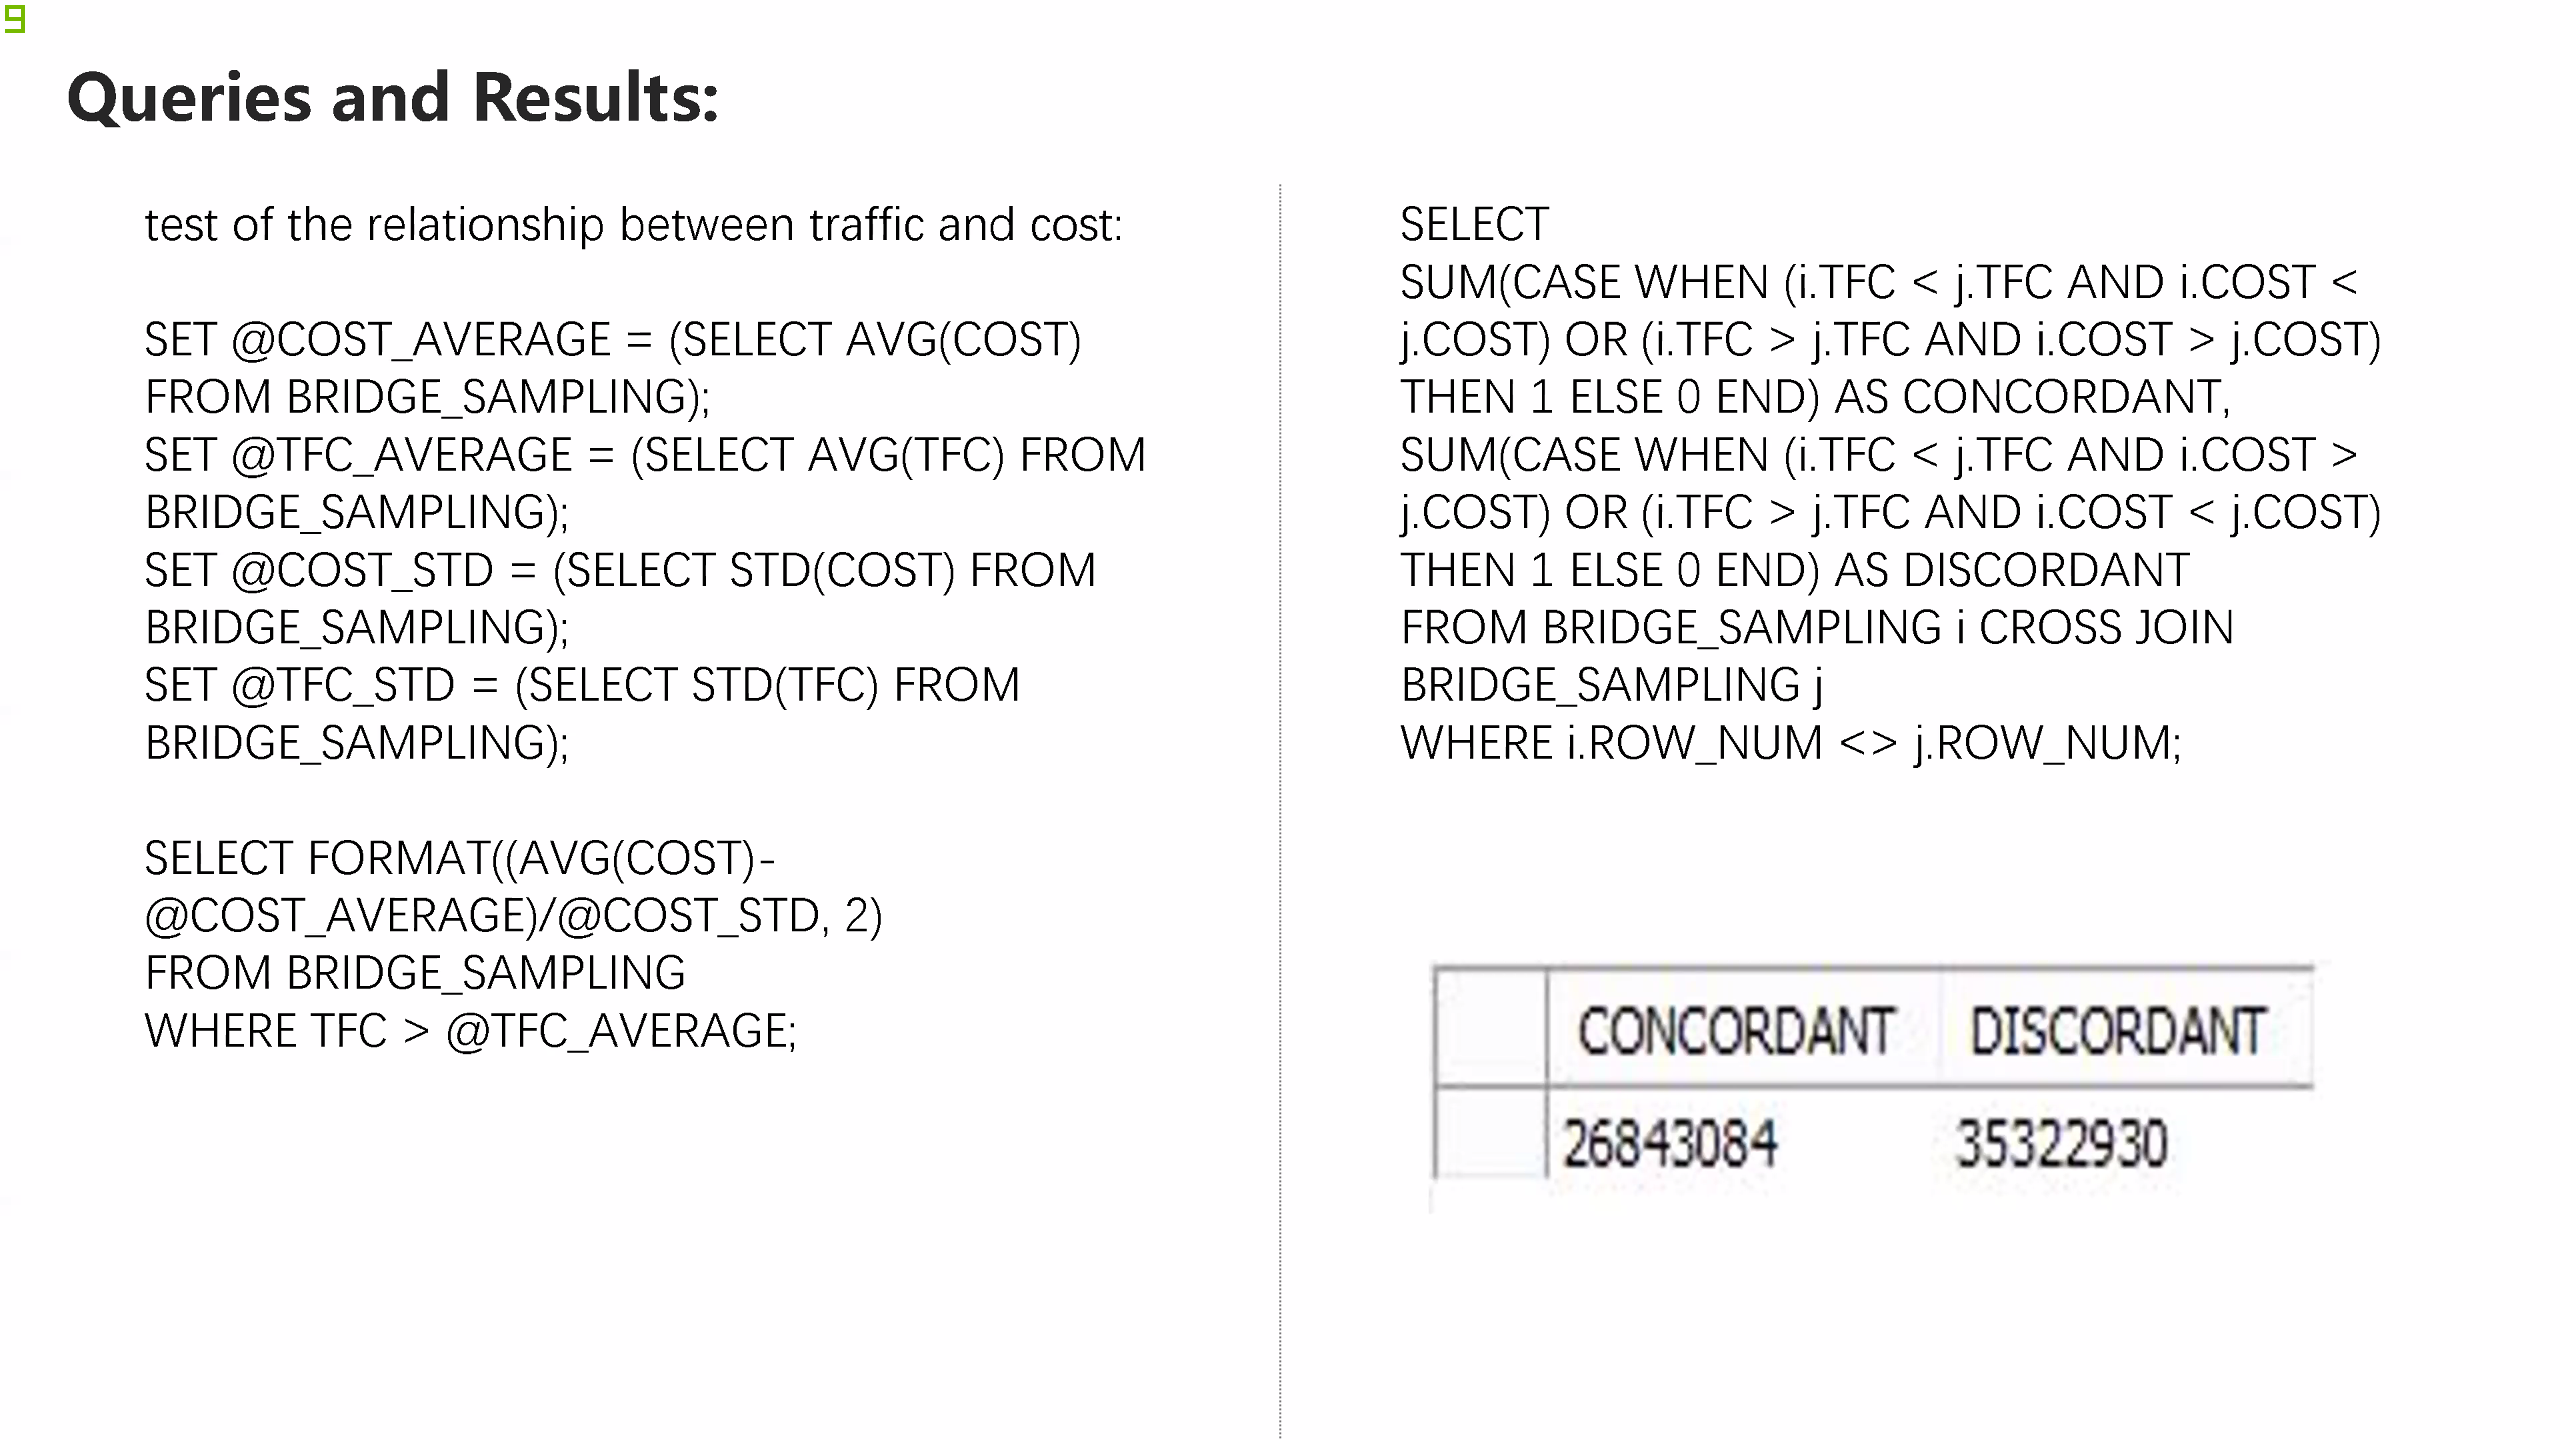 9
Queries and Results:
test of the relationship between traffic and cost:
SET @COST_AVERAGE = (SELECT AVG(COST)
FROM BRIDGE_SAMPLING);
SET @TFC_AVERAGE = (SELECT AVG(TFC) FROM
BRIDGE_SAMPLING);
SET @COST_STD = (SELECT STD(COST) FROM
BRIDGE_SAMPLING);
SET @TFC_STD = (SELECT STD(TFC) FROM
BRIDGE_SAMPLING);
SELECT FORMAT((AVG(COST)-
@COST_AVERAGE)/@COST_STD, 2)
FROM BRIDGE_SAMPLING
WHERE TFC > @TFC_AVERAGE;
SELECT
SUM(CASE WHEN (i.TFC < j.TFC AND i.COST <
j.COST) OR (i.TFC > j.TFC AND i.COST > j.COST)
THEN 1 ELSE 0 END) AS CONCORDANT,
SUM(CASE WHEN (i.TFC < j.TFC AND i.COST >
j.COST) OR (i.TFC > j.TFC AND i.COST < j.COST)
THEN 1 ELSE 0 END) AS DISCORDANT
FROM BRIDGE_SAMPLING i CROSS JOIN
BRIDGE_SAMPLING j
WHERE i.ROW_NUM <> j.ROW_NUM;
CONCORDANT DISCORDANT
26843084 35322930